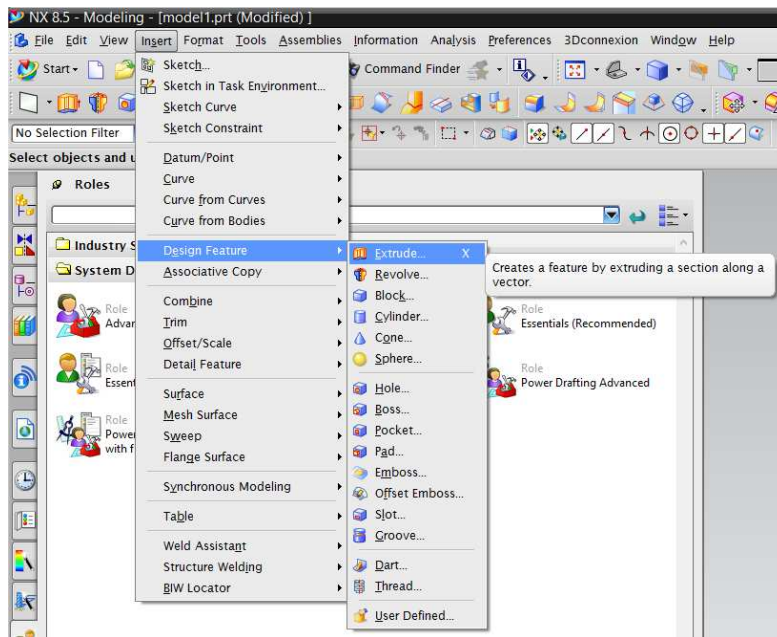 NX 8.5 - Modeling - [model1.prt (Modified) ]
File Edit View Insert Format Tools Assemblies Information Analysis Preferences 3Dconnexion Window Help
Start
Command Finder
No Selection Filter
Select objects and
Roles
Industry S
System D
Role
Advan
Role
Essent
Role
Power
with f
Sketch...
Sketch in Task Environment...
Sketch Curve
Sketch Constraint
Datum/Point
Curve
Curve from Curves
Curve from Bodies
Design Feature
Associative Copy
Combine
Trim
Offset/Scale
Detail Feature
Surface
Mesh Surface
Sweep
Flange Surface
Synchronous Modeling
Table
Weld Assistant
Structure Welding
BIW Locator
Extrude... X
Revolve...
Block...
Cylinder...
Cone...
Sphere...
Hole...
Boss...
Pocket...
Pad...
Emboss...
Offset Emboss...
Slot...
Groove...
Dart...
Thread...
User Defined...
Creates a feature by extruding a section along a
vector.
Role
Essentials (Recommended)
Role
Power Drafting Advanced